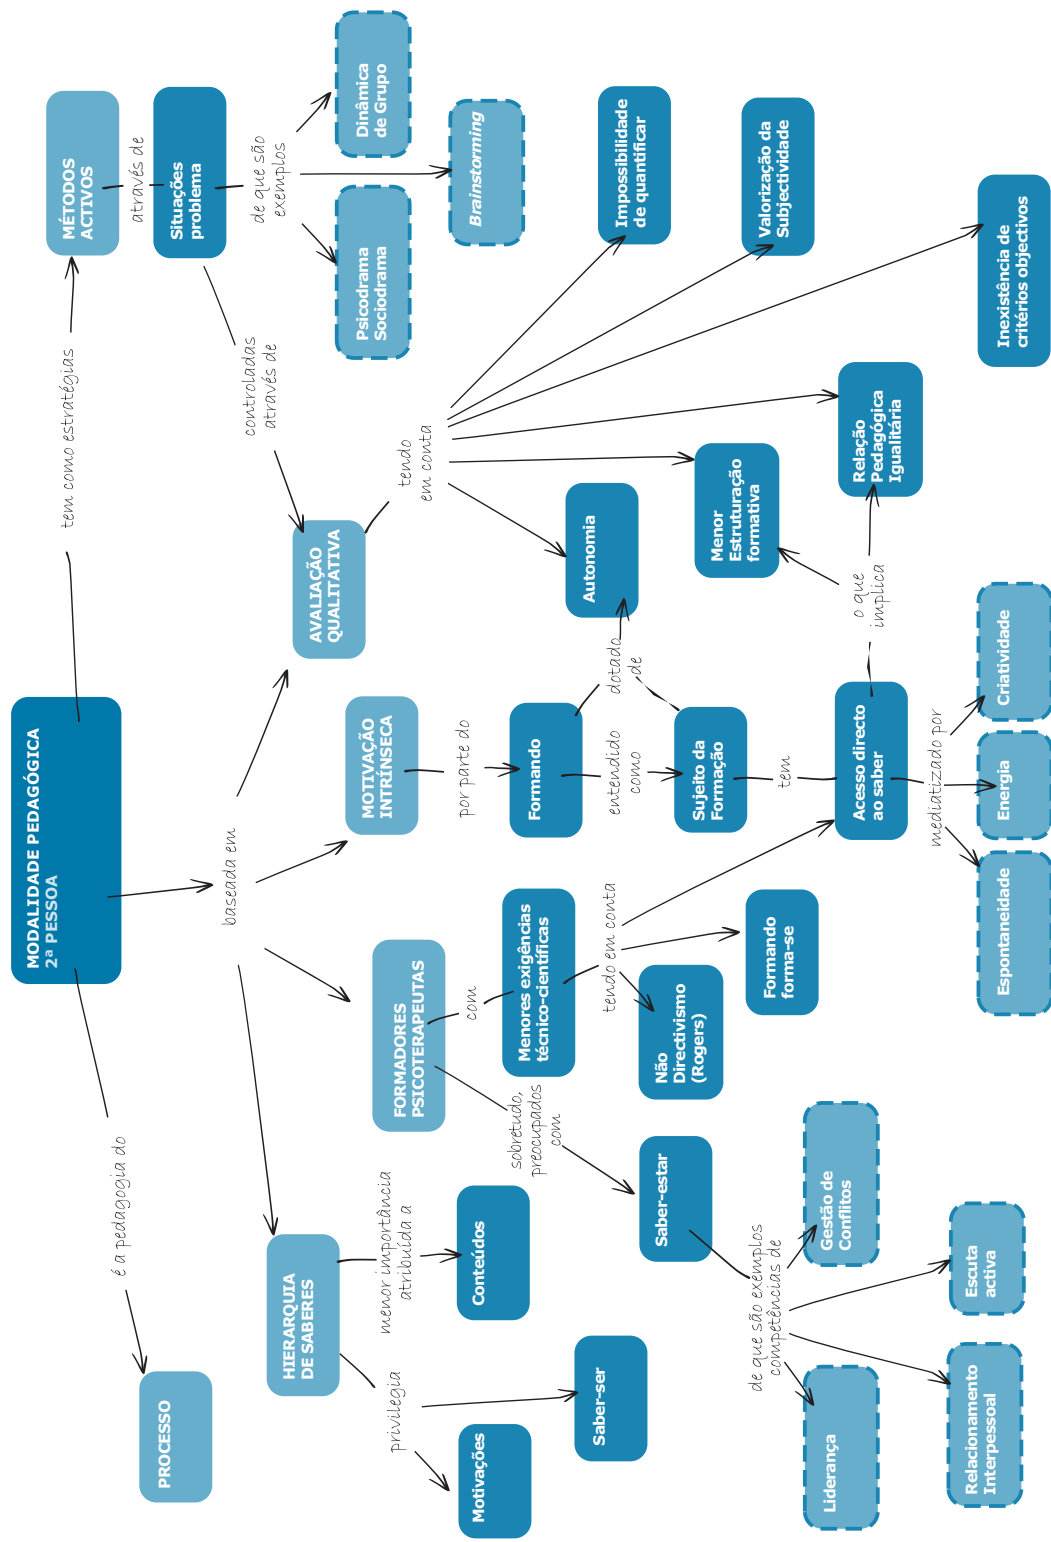 MODALIDADE PEDAGÓGICA
2ª PESSOA
é a pedagogia do
PROCESSO
baseada em
tem como estratégias
MÉTODOS
ACTIVOS
através de
Situações
problema
de que são
exemplos
Psicodrama
Sociodrama
Brainstorming
Dinâmica
de Grupo
controladas
através de
HIERARQUIA
DE SABERES
privilegia
Motivações
Saber-ser
menor importância
atribuída a
Conteúdos
FORMADORES
PSICOTERAPEUTAS
sobretudo,
preocupados
com
Saber-estar
de que são exemplos
competências de
Liderança
Relacionamento
Interpessoal
Escuta
activa
Gestão de
Conflitos
com
Menores exigências
técnico-científicas
tendo em conta
Não
Directivismo
(Rogers)
Formando
forma-se
MOTIVAÇÃO
INTRÍNSECA
por parte do
Formando
entendido
como
Sujeito da
Formação
dotado
de
tem
Acesso directo
ao saber
mediatizado por
Espontaneidade
Energia
Criatividade
o que
implica
AVALIAÇÃO
QUALITATIVA
tendo
em conta
Autonomia
Menor
Estruturação
formativa
Relação
Pedagógica
Igualitária
Inexistência de
critérios objectivos
Valorização da
Subjectividade
Impossibilidade
de quantificar